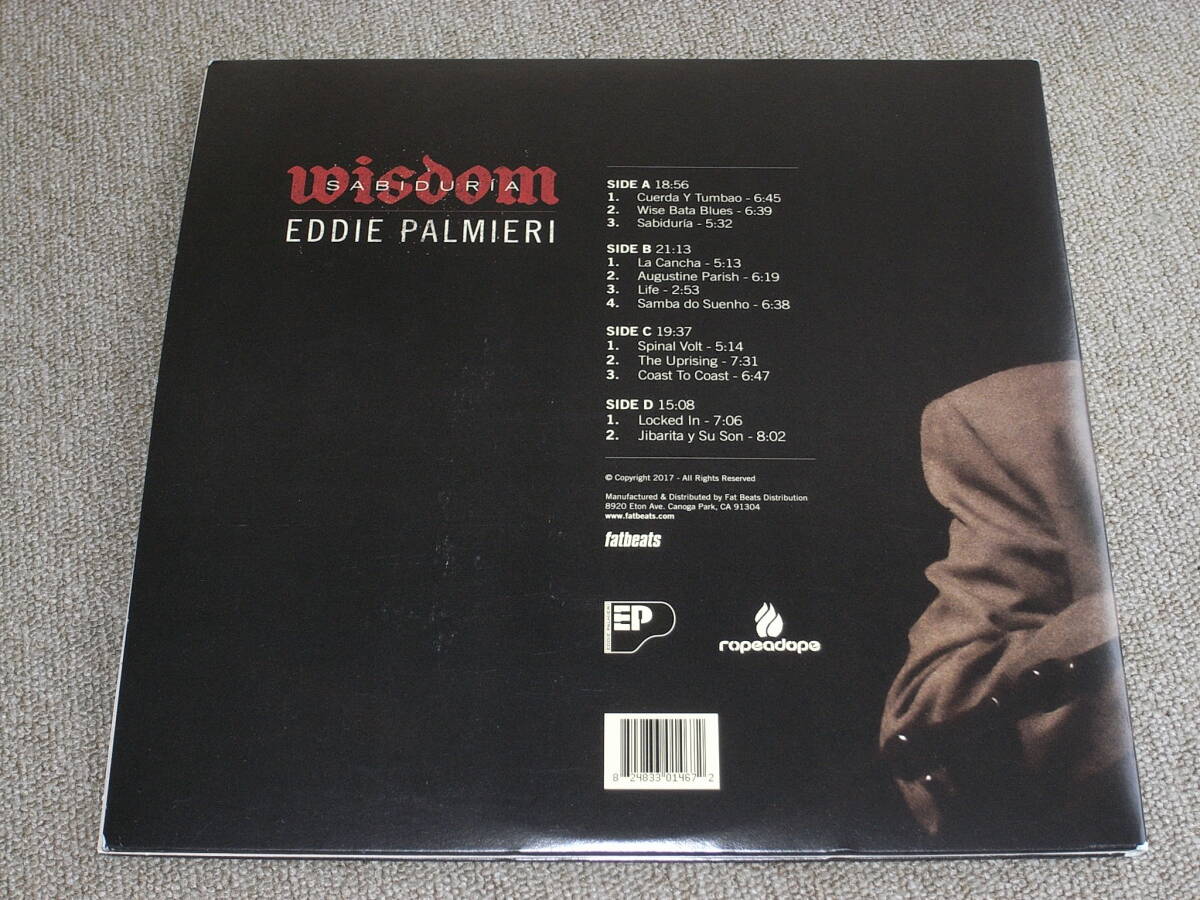 wisdom
SABIDURÍA
EDDIE PALMIERI
SIDE A 18:56
1. Cuerda Y Tumbao - 6:45
2. Wise Bata Blues - 6:39
3. Sabiduría - 5:32
SIDE B 21:13
1. La Cancha - 5:13
2. Augustine Parish - 6:19
3. Life - 2:53
4. Samba do Suenho - 6:38
SIDE C 19:37
1. Spinal Volt - 5:14
2. The Uprising - 7:31
3. Coast To Coast - 6:47
SIDE D 15:08
1. Locked In - 7:06
2. Jibarita y Su Son - 8:02
© Copyright 2017 - All Rights Reserved
Manufactured & Distributed by Fat Beats Distribution
8920 Eton Ave. Canoga Park, CA 91304
www.fatbeats.com
fatbeats
EDDIE PALMIERI
EP
ropeadope
8 24833 01467 2